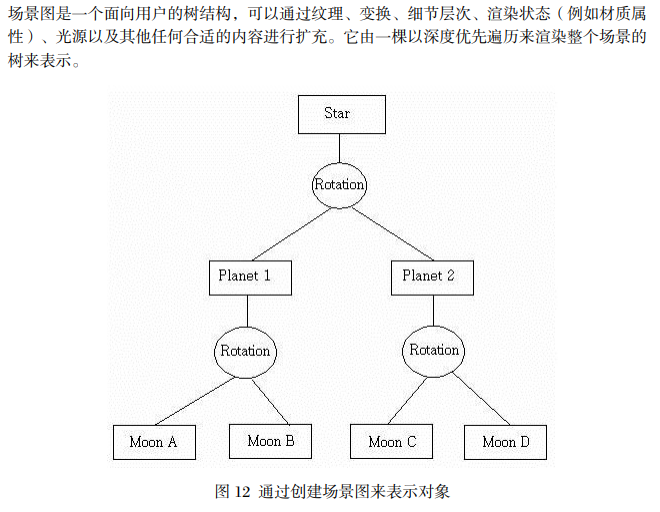 场景图是一个面向用户的树结构，可以通过纹理、变换、细节层次、渲染状态（例如材质属
性）、光源以及其他任何合适的内容进行扩充。它由一棵以深度优先遍历来渲染整个场景的
树来表示。
Star
Rotation
Planet 1
Planet 2
Rotation
Rotation
Moon A
Moon B
Moon C
Moon D
图 12 通过创建场景图来表示对象